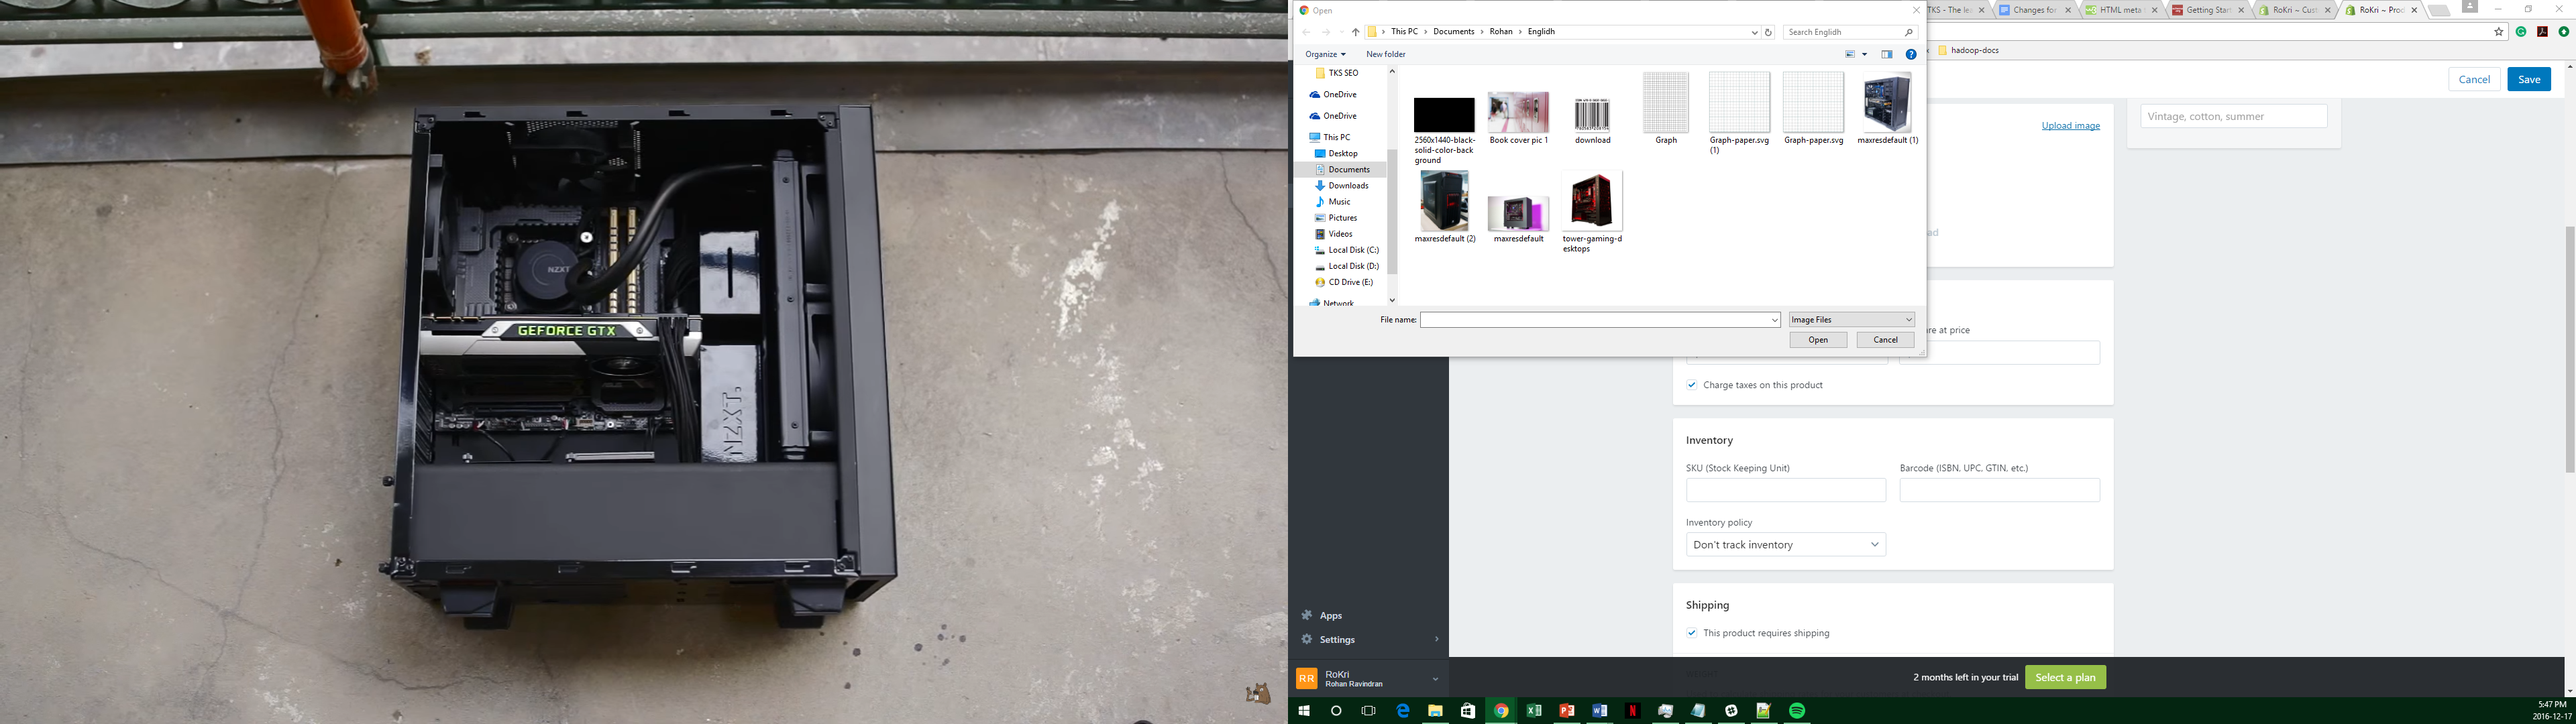 NZXT
GEFORCE GTX
NZXT.
Open
This PC > Documents > Rohan > Englidh
Search Englidh
Organize
New folder
TKS SEO
OneDrive
OneDrive
This PC
Desktop
Documents
Downloads
Music
Pictures
Videos
Local Disk (C:)
Local Disk (D:)
CD Drive (E:)
Network
2560x1440-black-
solid-color-back
ground
Book cover pic 1
download
Graph
Graph-paper.svg
(1)
Graph-paper.svg
maxresdefault (1)
maxresdefault (2)
maxresdefault
tower-gaming-d
esktops
File name:
Image Files
Open
Cancel
TKS - The lea
Changes for
HTML meta
Getting Start
RoKri ~ Cust
RoKri ~ Prod
hadoop-docs
Cancel
Save
Upload image
Vintage, cotton, summer
ad
re at price
Charge taxes on this product
Inventory
SKU (Stock Keeping Unit)
Barcode (ISBN, UPC, GTIN, etc.)
Inventory policy
Don't track inventory
Shipping
This product requires shipping
Apps
Settings
RR
RoKri
Rohan Ravindran
2 months left in your trial
Select a plan
5:47 PM
2016-12-17